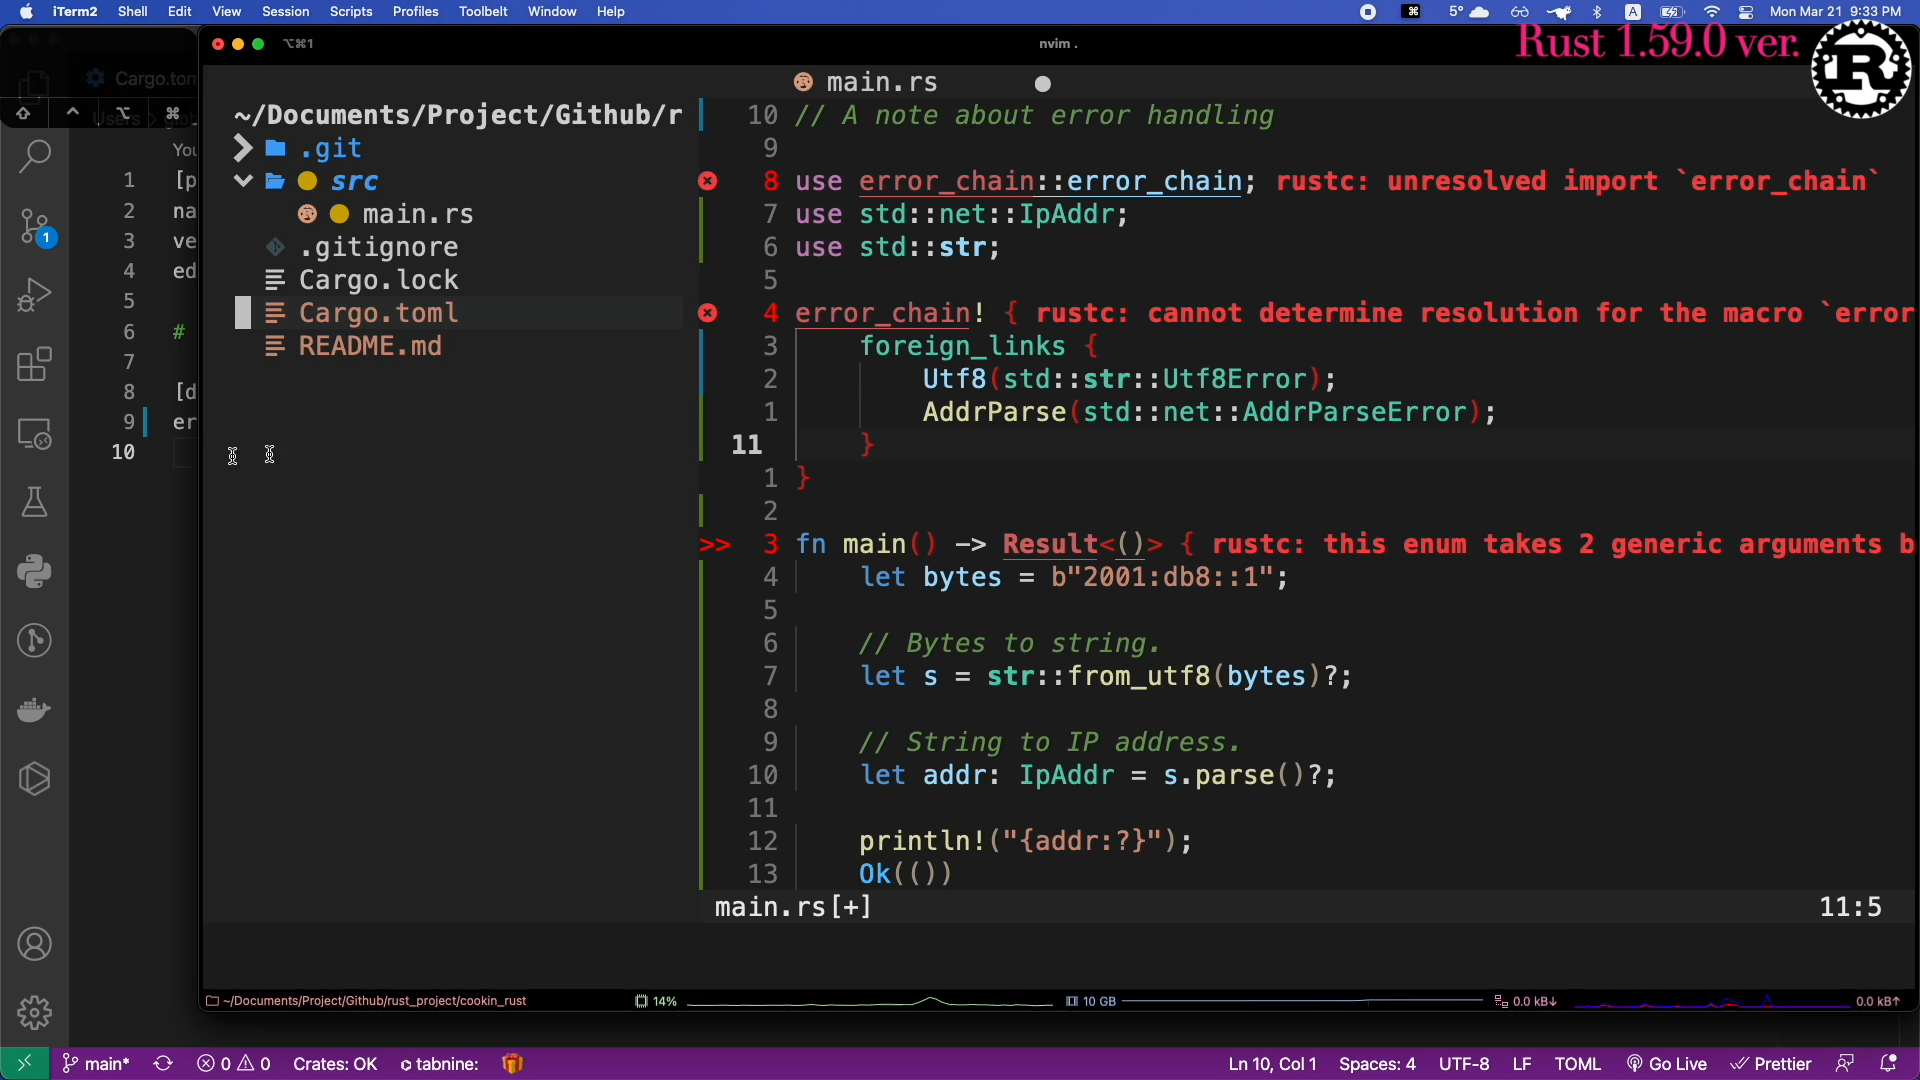 iTerm2 Shell Edit View Session Scripts Profiles Toolbelt Window Help
5° A Mon Mar 21 9:33 PM
Rust 1.59.0 ver.
⌥⌘1 nvim .
Cargo.tom
main.rs
~/Documents/Project/Github/r
.git
src
main.rs
.gitignore
Cargo.lock
Cargo.toml
README.md
You
1 [p
2 na
3 ve
4 ed
5
6 #
7
8 [d
9 er
10
1
10 // A note about error handling
9
8 use error_chain::error_chain; rustc: unresolved import `error_chain`
7 use std::net::IpAddr;
6 use std::str;
5
4 error_chain! { rustc: cannot determine resolution for the macro `error
3 foreign_links {
2 Utf8(std::str::Utf8Error);
1 AddrParse(std::net::AddrParseError);
11 }
1 }
2
>> 3 fn main() -> Result<()> { rustc: this enum takes 2 generic arguments b
4 let bytes = b"2001:db8::1";
5
6 // Bytes to string.
7 let s = str::from_utf8(bytes)?;
8
9 // String to IP address.
10 let addr: IpAddr = s.parse()?;
11
12 println!("{addr:?}");
13 Ok(())
main.rs[+] 11:5
~/Documents/Project/Github/rust_project/cookin_rust 14% 10 GB 0.0 kB↓ 0.0 kB↑
main* 0 0 Crates: OK tabnine: Ln 10, Col 1 Spaces: 4 UTF-8 LF TOML Go Live Prettier